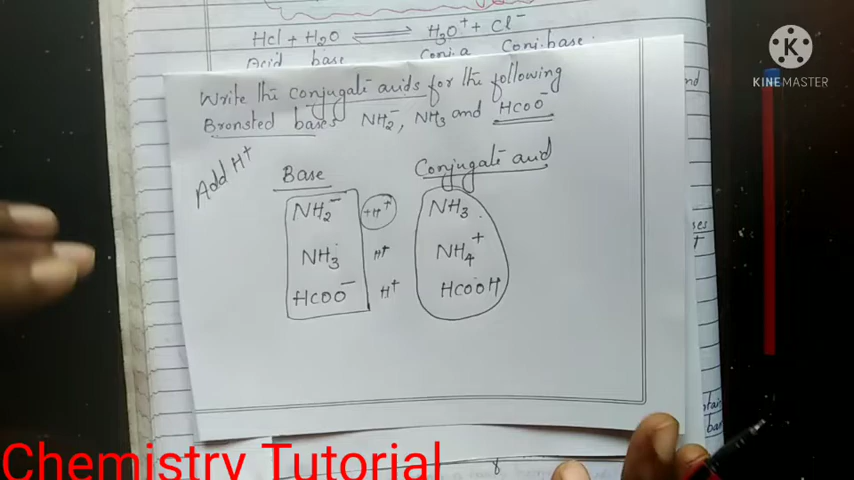 HCl + H2O ⇌ H3O+ + Cl-
Acid base Conj.a Conj.base
K
KINEMASTER
Write the conjugate acids for the following
Bronsted bases NH2-, NH3 and HCOO-
Add H+
Base Conjugate acid
NH2- +H+ NH3
NH3 H+ NH4+
HCOO- H+ HCOOH
Chemistry Tutorial
8